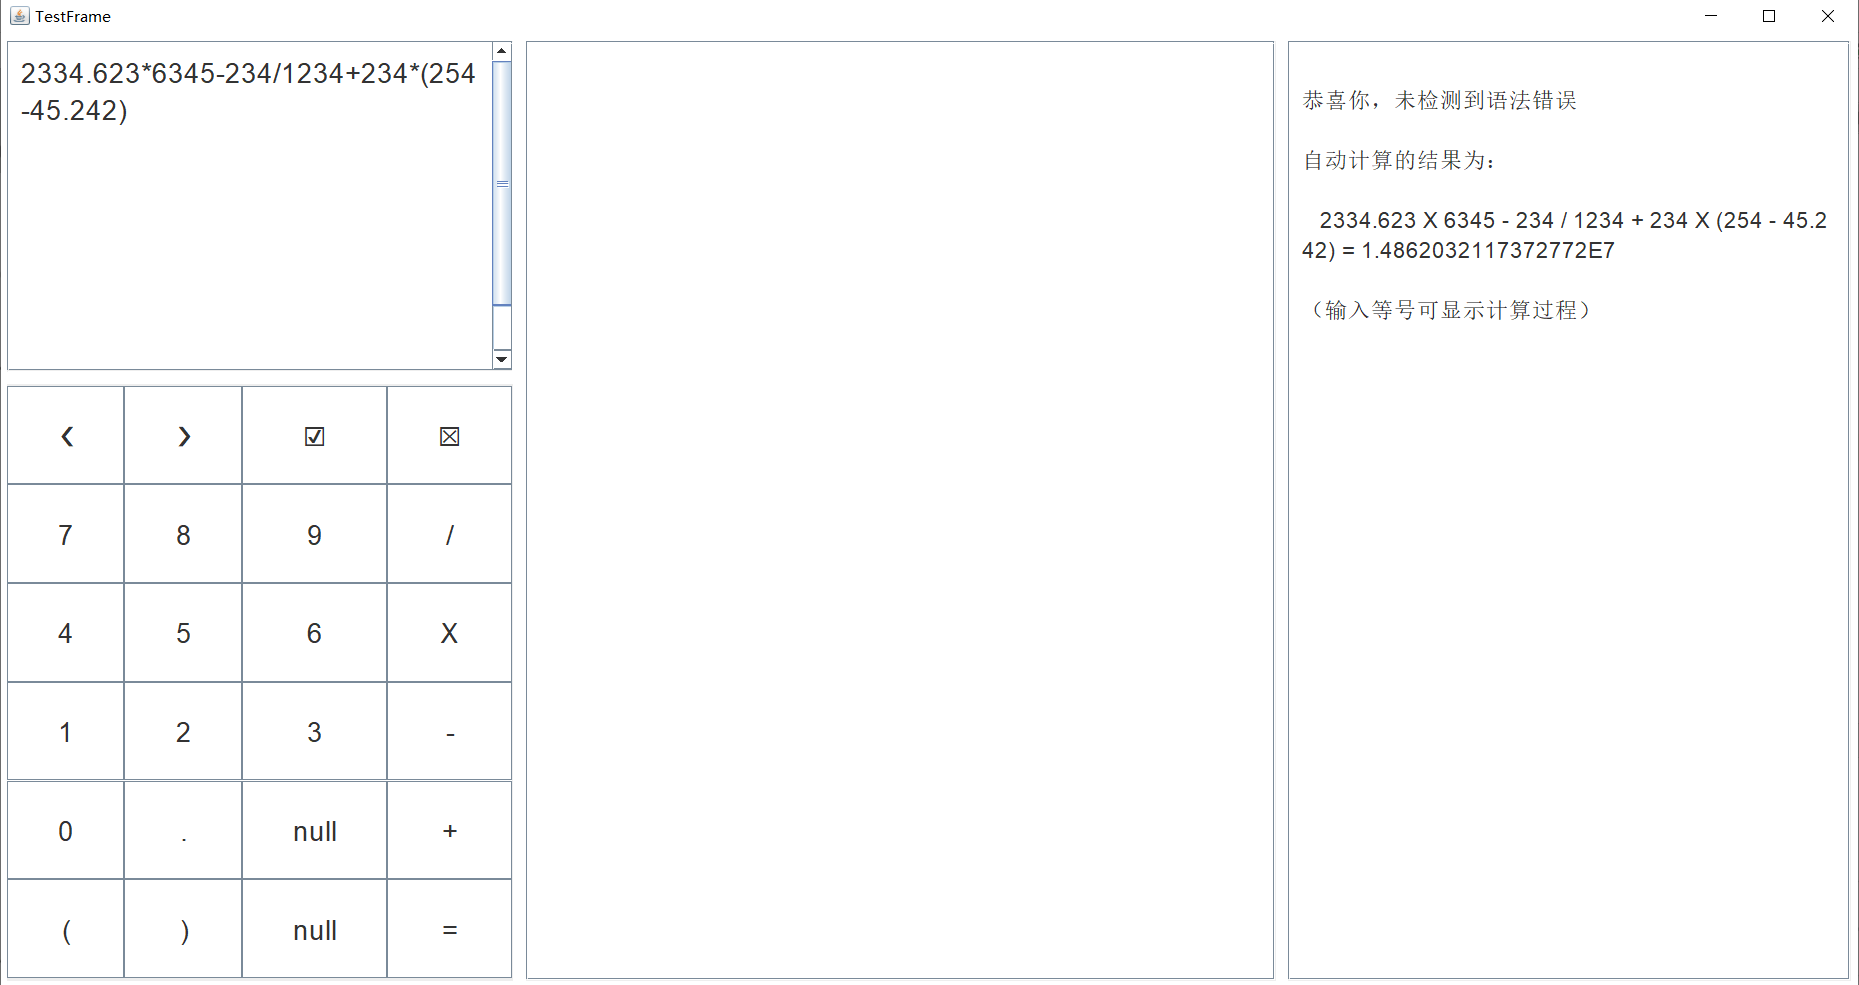 TestFrame
2334.623*6345-234/1234+234*(254
-45.242)
‹ › ☑ ☒
7 8 9 /
4 5 6 X
1 2 3 -
0 . null +
( ) null =
恭喜你，未检测到语法错误
自动计算的结果为：
2334.623 X 6345 - 234 / 1234 + 234 X (254 - 45.2
42) = 1.4862032117372772E7
（输入等号可显示计算过程）